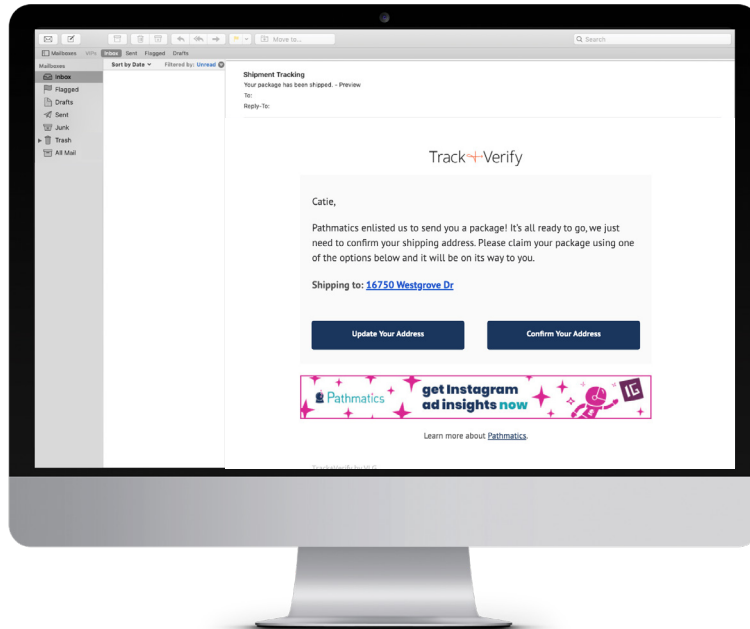 Move to...
Search
Mailboxes VIPs Inbox Sent Flagged Drafts
Mailboxes
Inbox
Flagged
Drafts
Sent
Junk
Trash
All Mail
Sort by Date Filtered by: Unread
Shipment Tracking
Your package has been shipped. - Preview
To:
Reply-To:
Track Verify
Catie,
Pathmatics enlisted us to send you a package! It's all ready to go, we just
need to confirm your shipping address. Please claim your package using one
of the options below and it will be on its way to you.
Shipping to: 16750 Westgrove Dr
Update Your Address
Confirm Your Address
Pathmatics
get Instagram
ad insights now
IG
Learn more about Pathmatics.